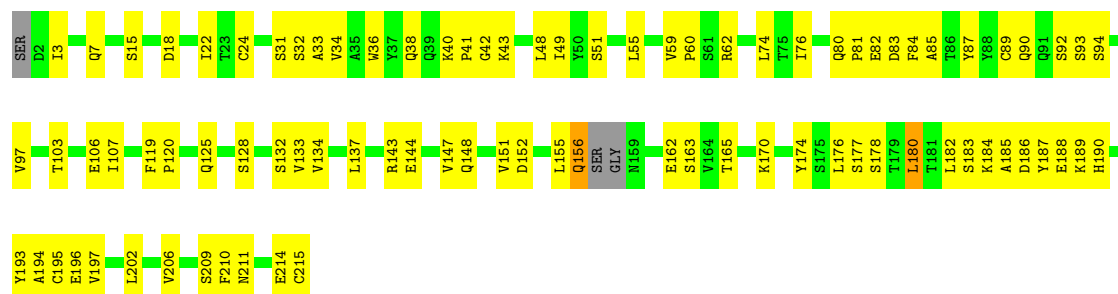 SER D2 I3 Q7 S15 D18 I22 T23 C24 S31 S32 A33 V34 A35 W36 Y37 Q38 Q39 K40 P41 G42 K43 L48 I49 Y50 S51 L55 V59 P60 S61 R62 L74 T75 I76 Q80 P81 E82 D83 F84 A85 T86 Y87 Y88 C89 Q90 Q91 S92 S93 S94
V97 T103 E106 I107 F119 P120 Q125 S128 S132 V133 V134 L137 R143 E144 V147 Q148 V151 D152 L155 Q156 SER GLY N159 E162 S163 V164 T165 K170 Y174 S175 L176 S177 S178 T179 L180 T181 L182 S183 K184 A185 D186 Y187 E188 K189 H190
Y193 A194 C195 E196 V197 L202 V206 S209 F210 N211 E214 C215